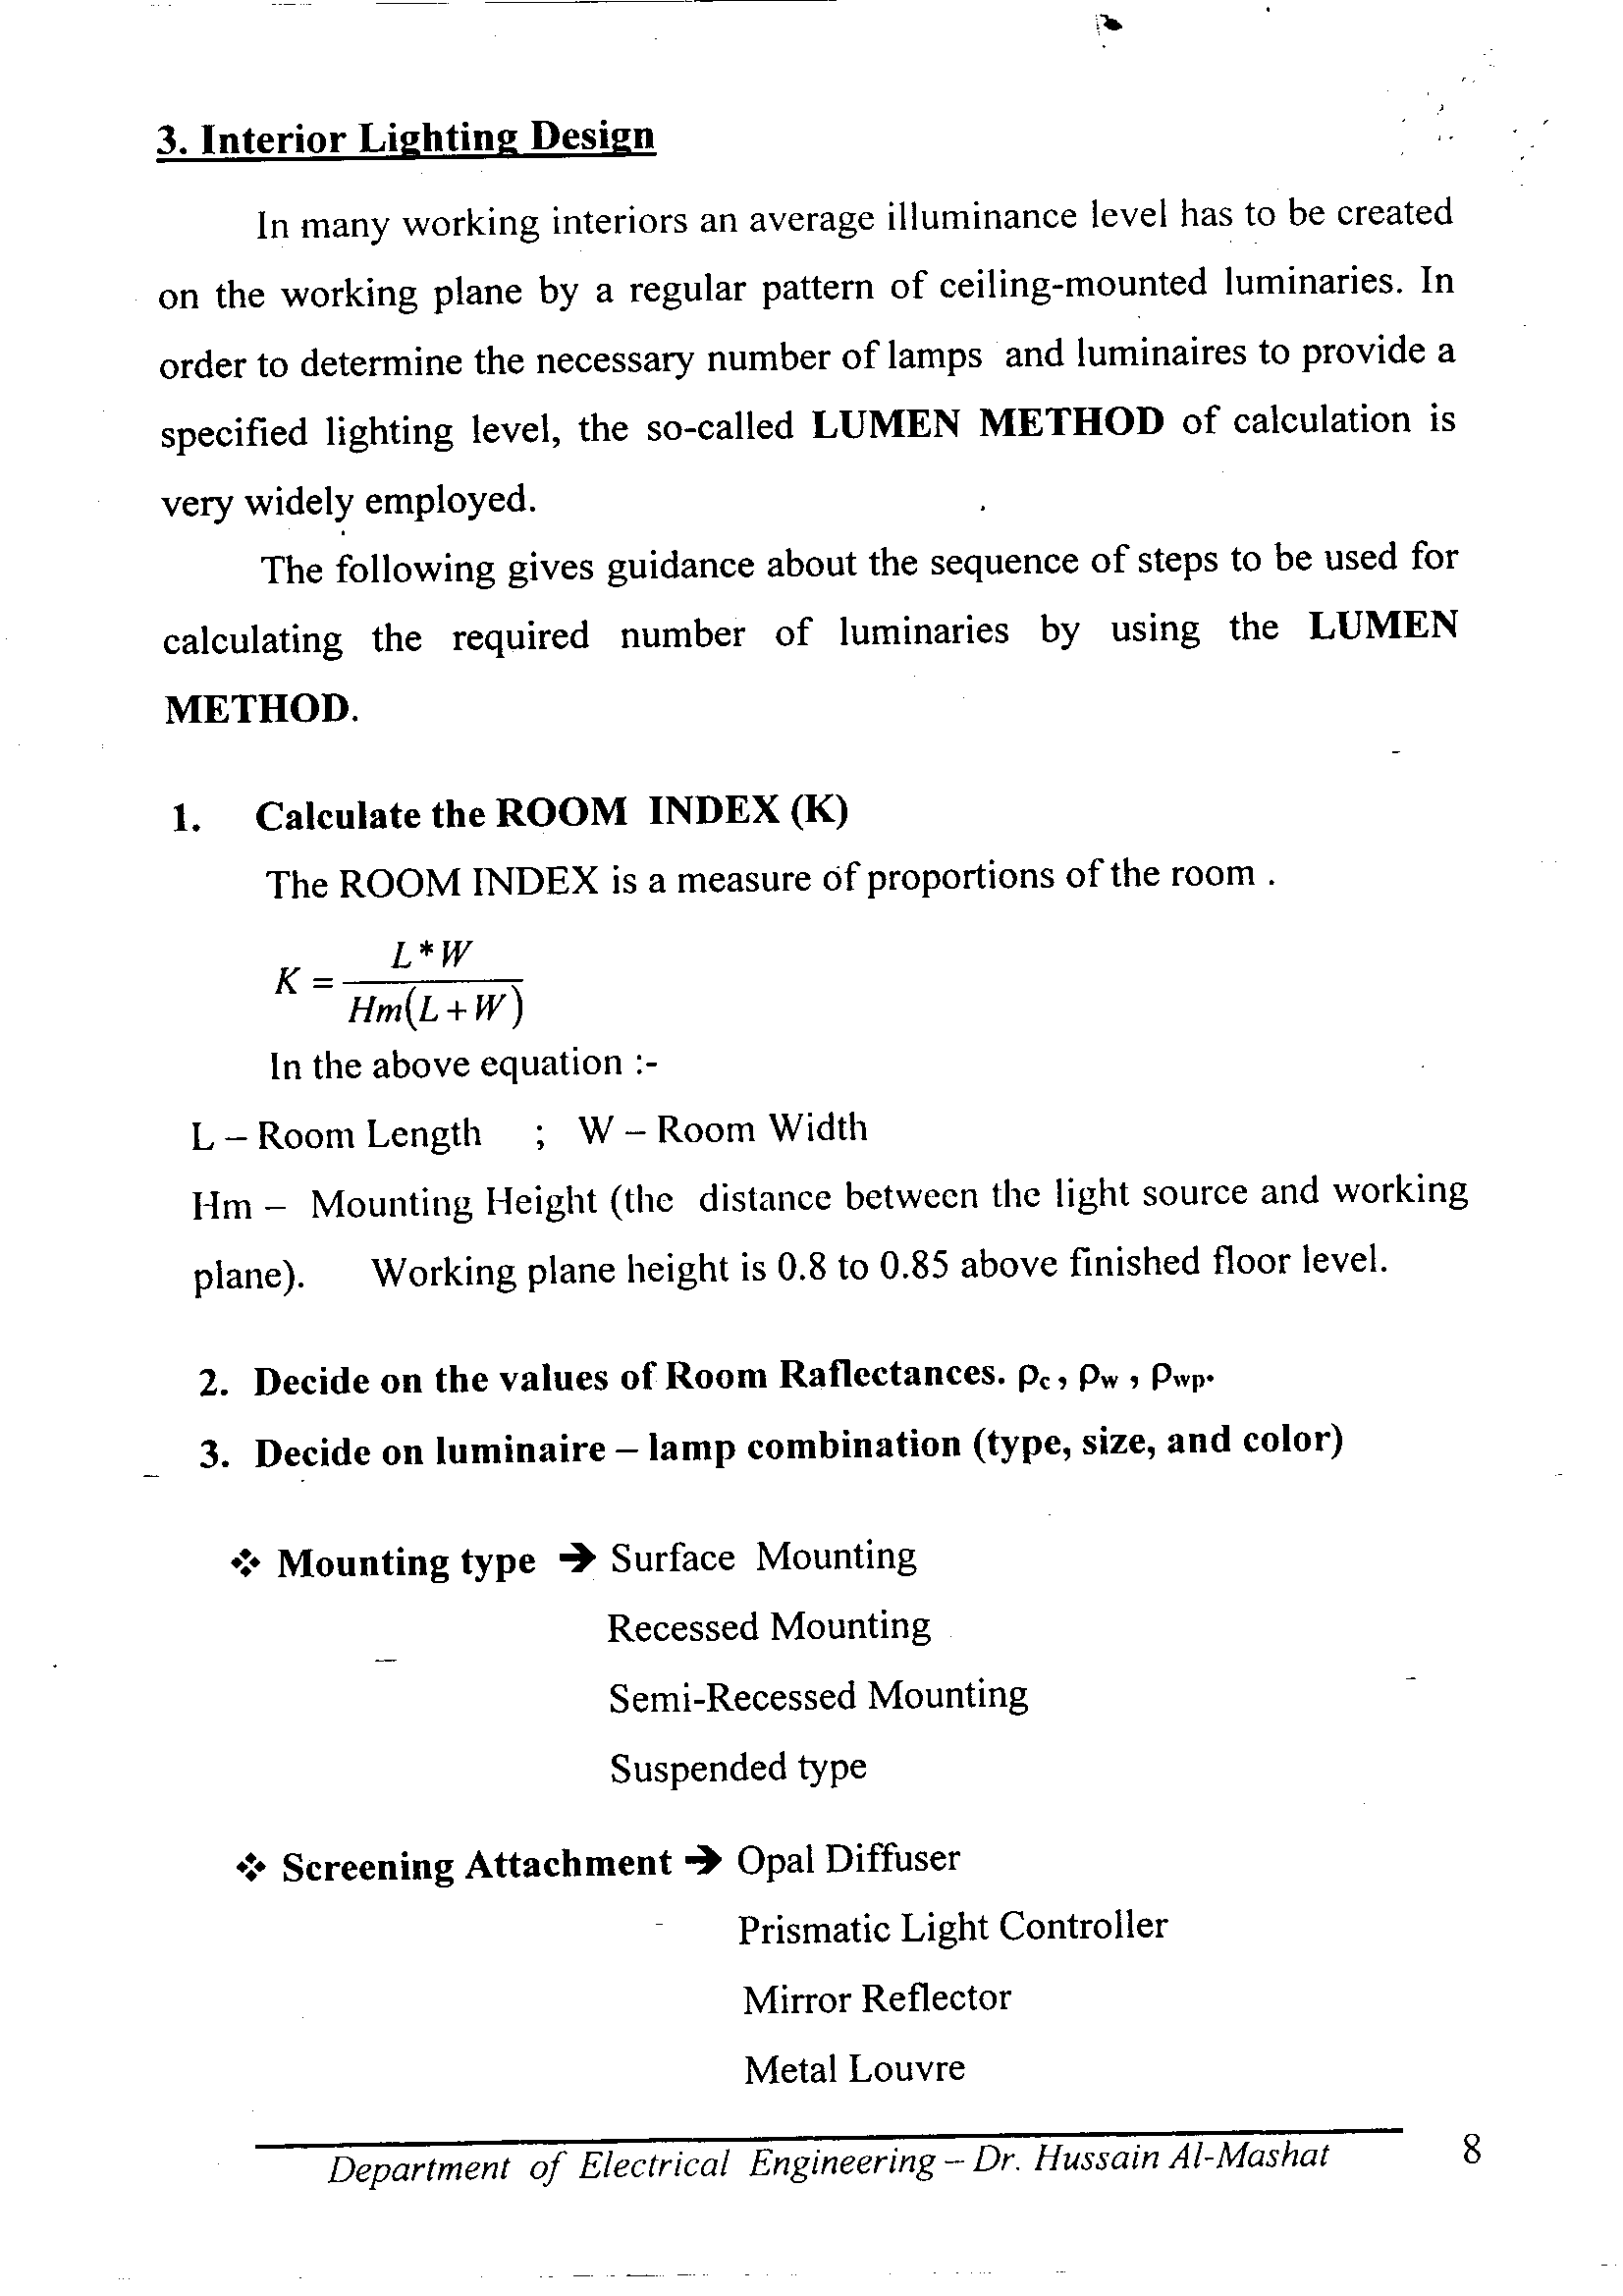 3. Interior Lighting Design
In many working interiors an average illuminance level has to be created
on the working plane by a regular pattern of ceiling-mounted luminaries. In
order to determine the necessary number of lamps and luminaires to provide a
specified lighting level, the so-called LUMEN METHOD of calculation is
very widely employed.
The following gives guidance about the sequence of steps to be used for
calculating the required number of luminaries by using the LUMEN
METHOD.
1. Calculate the ROOM INDEX (K)
The ROOM INDEX is a measure of proportions of the room .
K = L * W / Hm(L + W)
In the above equation :-
L – Room Length ; W – Room Width
Hm – Mounting Height (the distance between the light source and working
plane). Working plane height is 0.8 to 0.85 above finished floor level.
2. Decide on the values of Room Raflectances. ρc , ρw , ρwp.
3. Decide on luminaire – lamp combination (type, size, and color)
❖ Mounting type ➔ Surface Mounting
Recessed Mounting
Semi-Recessed Mounting
Suspended type
❖ Screening Attachment ➔ Opal Diffuser
Prismatic Light Controller
Mirror Reflector
Metal Louvre
Department of Electrical Engineering – Dr. Hussain Al-Mashat 8